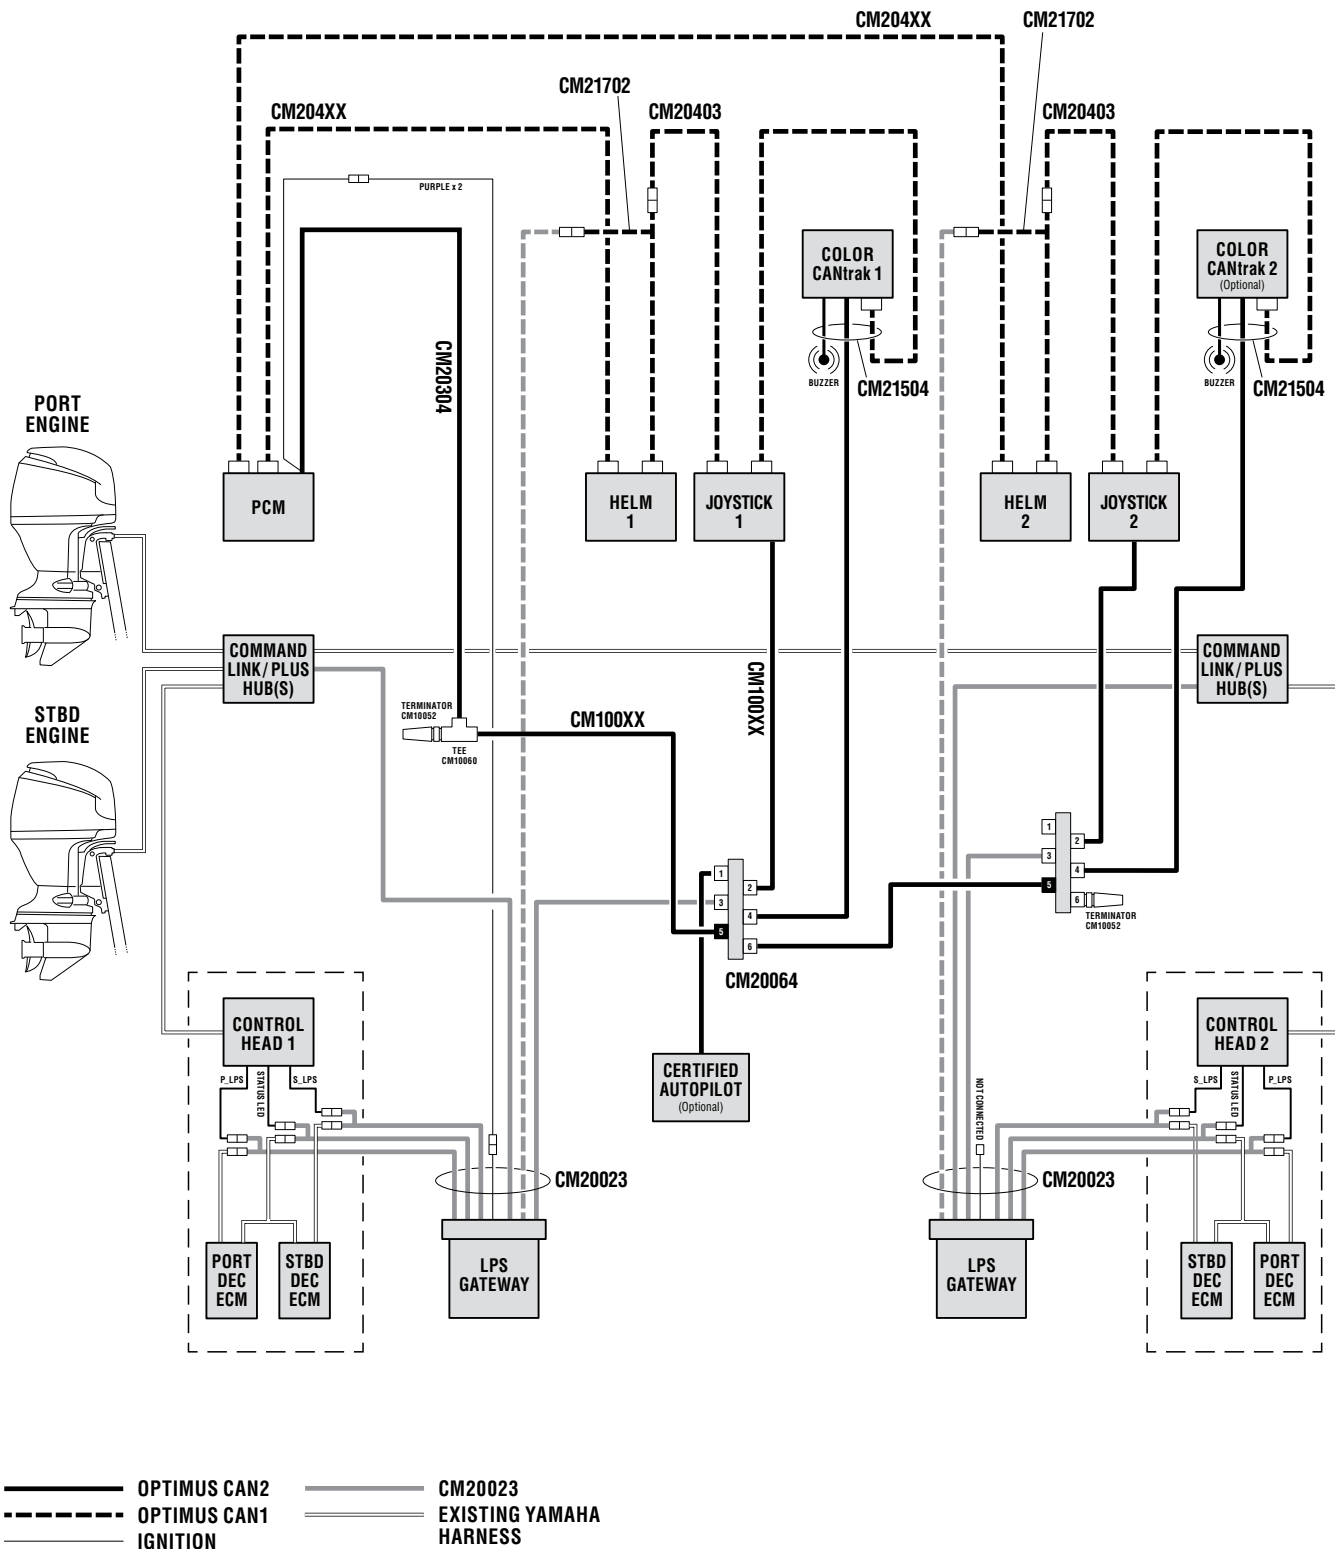 CM204XX
CM21702
CM21702
CM20403
CM20403
CM204XX
PURPLE x 2
COLOR
CANtrak 1
COLOR
CANtrak 2
(Optional)
CM20304
BUZZER
CM21504
BUZZER
CM21504
PORT
ENGINE
PCM
HELM
1
JOYSTICK
1
HELM
2
JOYSTICK
2
COMMAND
LINK/PLUS
HUB(S)
COMMAND
LINK/PLUS
HUB(S)
CM100XX
STBD
ENGINE
TERMINATOR
CM10052
TEE
CM10060
CM100XX
1
2
3
4
5
6
TERMINATOR
CM10052
1
2
3
4
5
6
CM20064
CONTROL
HEAD 1
CERTIFIED
AUTOPILOT
(Optional)
CONTROL
HEAD 2
P_LPS
STATUS LED
S_LPS
NOT CONNECTED
S_LPS
STATUS LED
P_LPS
CM20023
CM20023
PORT
DEC
ECM
STBD
DEC
ECM
LPS
GATEWAY
LPS
GATEWAY
STBD
DEC
ECM
PORT
DEC
ECM
OPTIMUS CAN2
OPTIMUS CAN1
IGNITION
CM20023
EXISTING YAMAHA
HARNESS